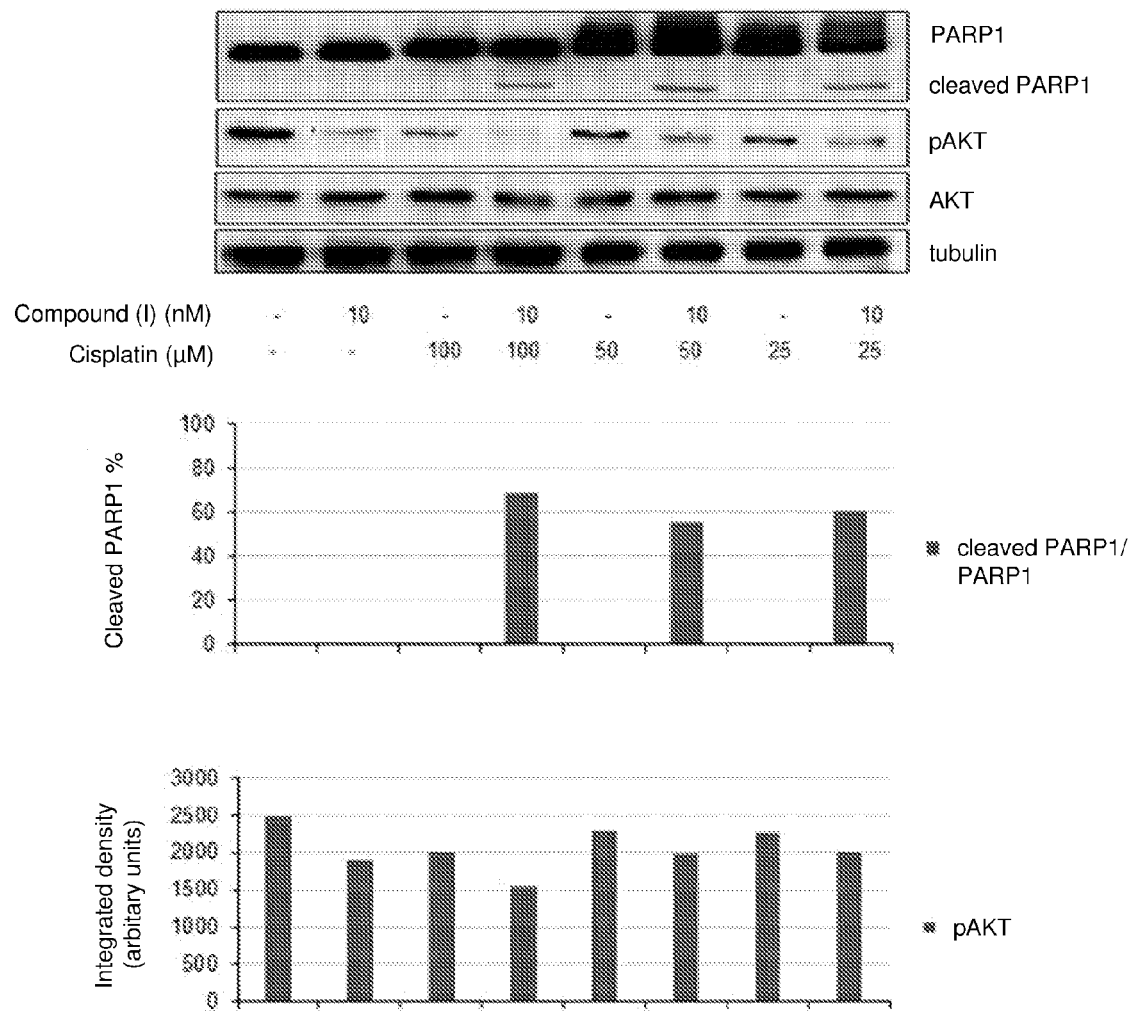 PARP1
cleaved PARP1
pAKT
AKT
tubulin
Compound (I) (nM) - 10 - 10 - 10 - 10
Cisplatin (µM) - - 100 100 50 50 25 25
Cleaved PARP1 %
100
80
60
40
20
0
cleaved PARP1/
PARP1
Integrated density
(arbitary units)
3000
2500
2000
1500
1000
500
0
pAKT